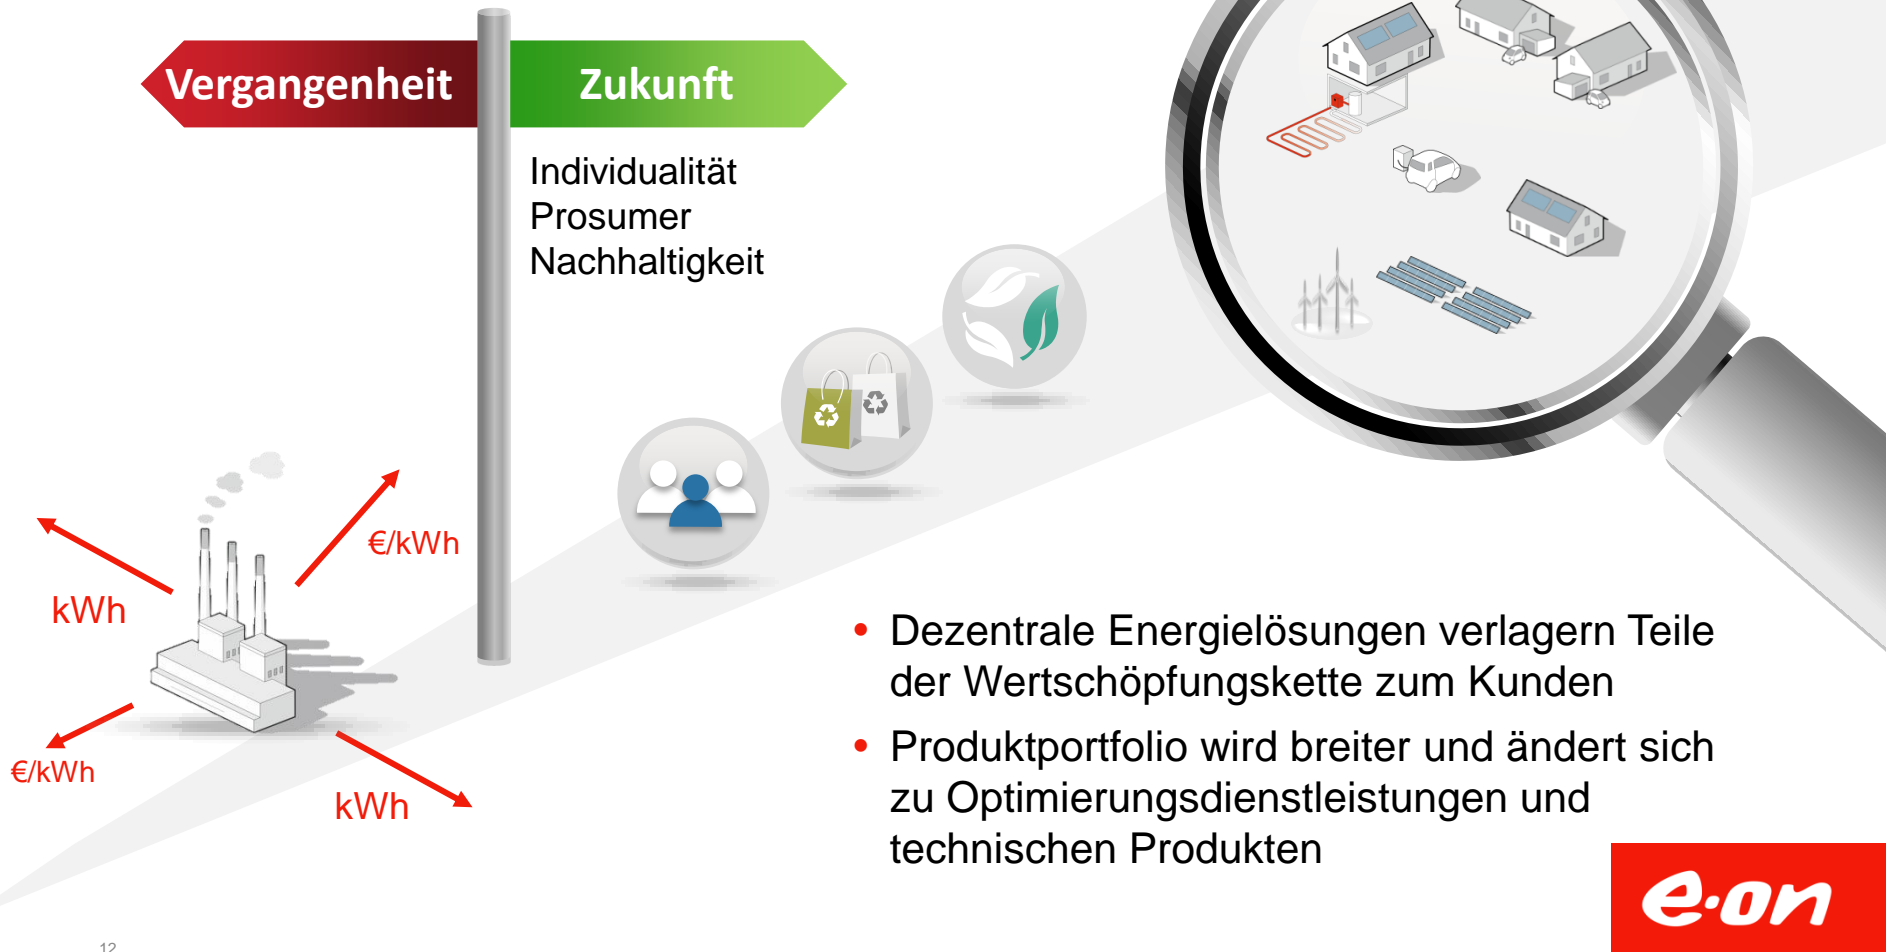 Vergangenheit
Zukunft
Individualität
Prosumer
Nachhaltigkeit
€/kWh
kWh
€/kWh
kWh
• Dezentrale Energielösungen verlagern Teile
der Wertschöpfungskette zum Kunden
• Produktportfolio wird breiter und ändert sich
zu Optimierungsdienstleistungen und
technischen Produkten
e·on
12